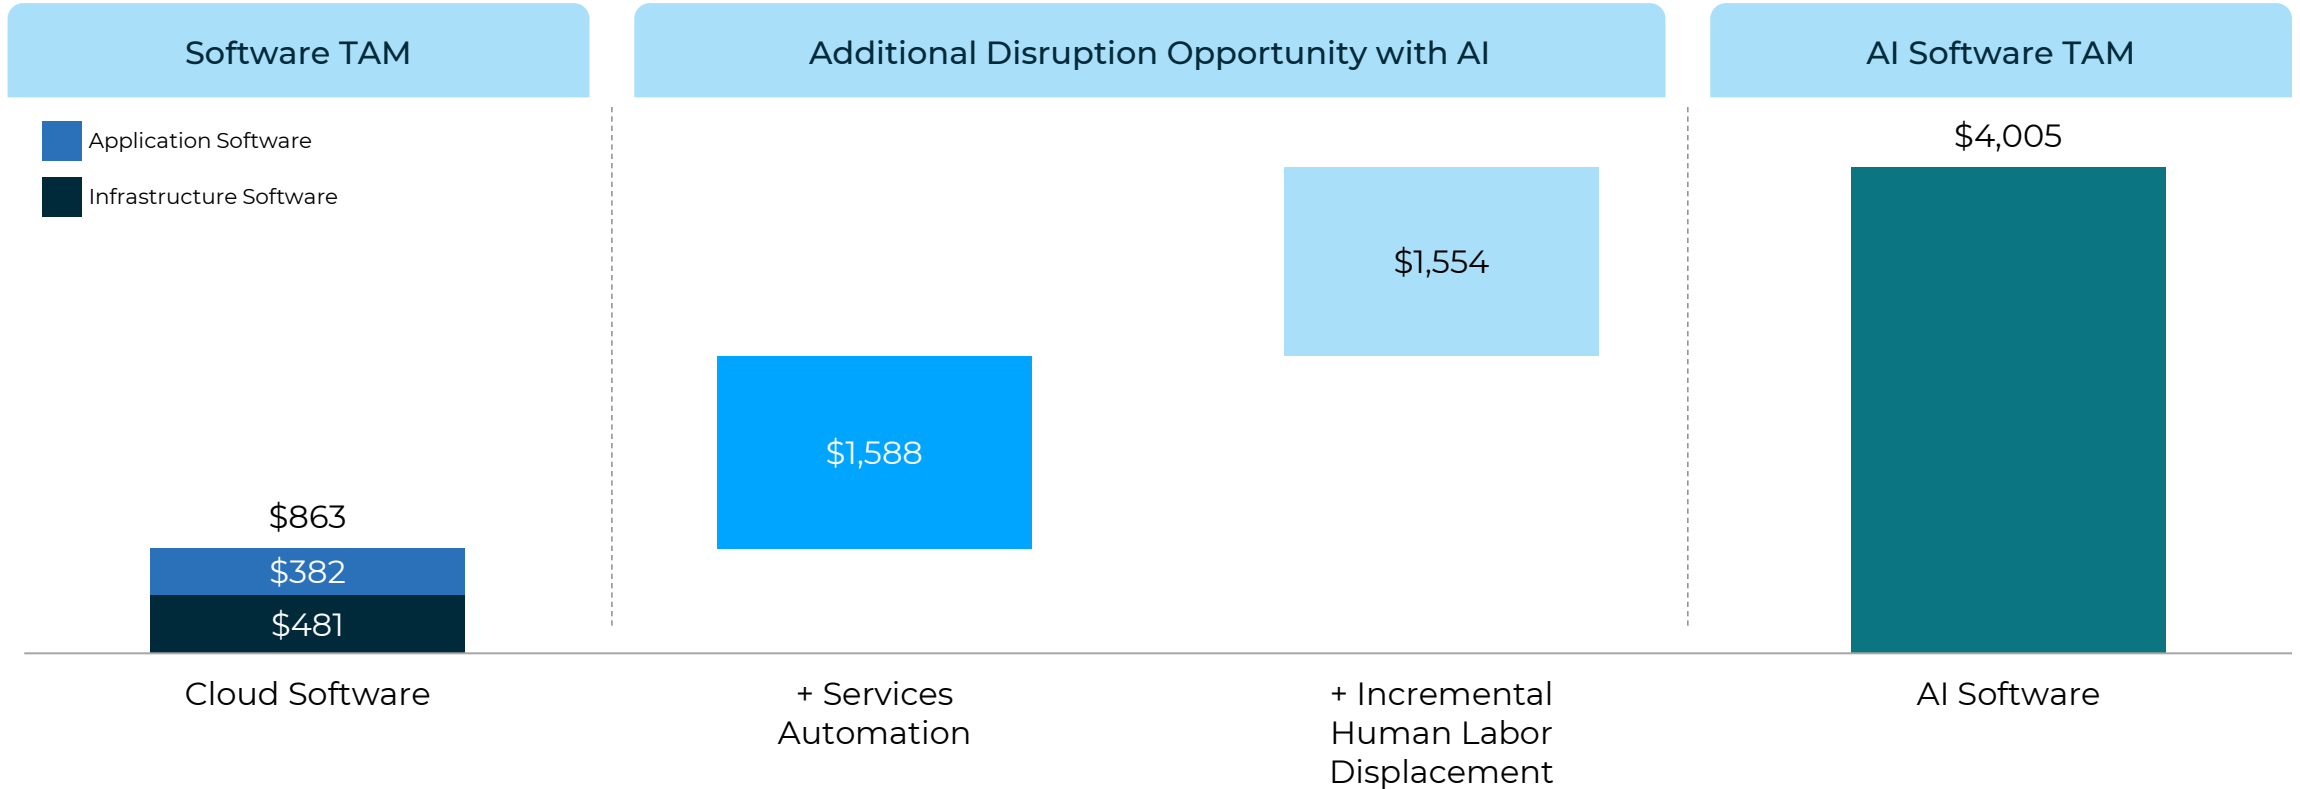 Software TAM
Additional Disruption Opportunity with AI
AI Software TAM
Application Software
Infrastructure Software
$863
$382
$481
$1,588
$1,554
$4,005
Cloud Software
+ Services
Automation
+ Incremental
Human Labor
Displacement
AI Software